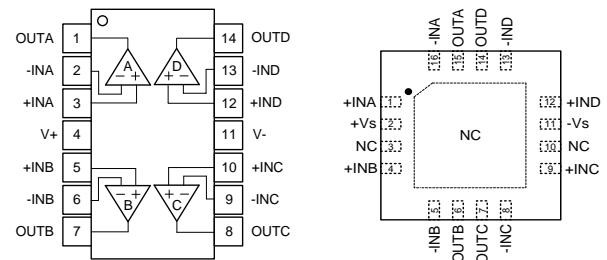 OUTA 1 14 OUTD
A D
-INA 2 − + + − 13 -IND
+INA 3 12 +IND
V+ 4 11 V-
+INB 5 10 +INC
-INB 6 − + + − 9 -INC
B C
OUTB 7 8 OUTC
-INA OUTA OUTD -IND
16 15 14 13
+INA 1 12 +IND
+Vs 2 11 -Vs
NC
NC 3 10 NC
+INB 4 9 +INC
5 6 7 8
-INB OUTB OUTC -INC